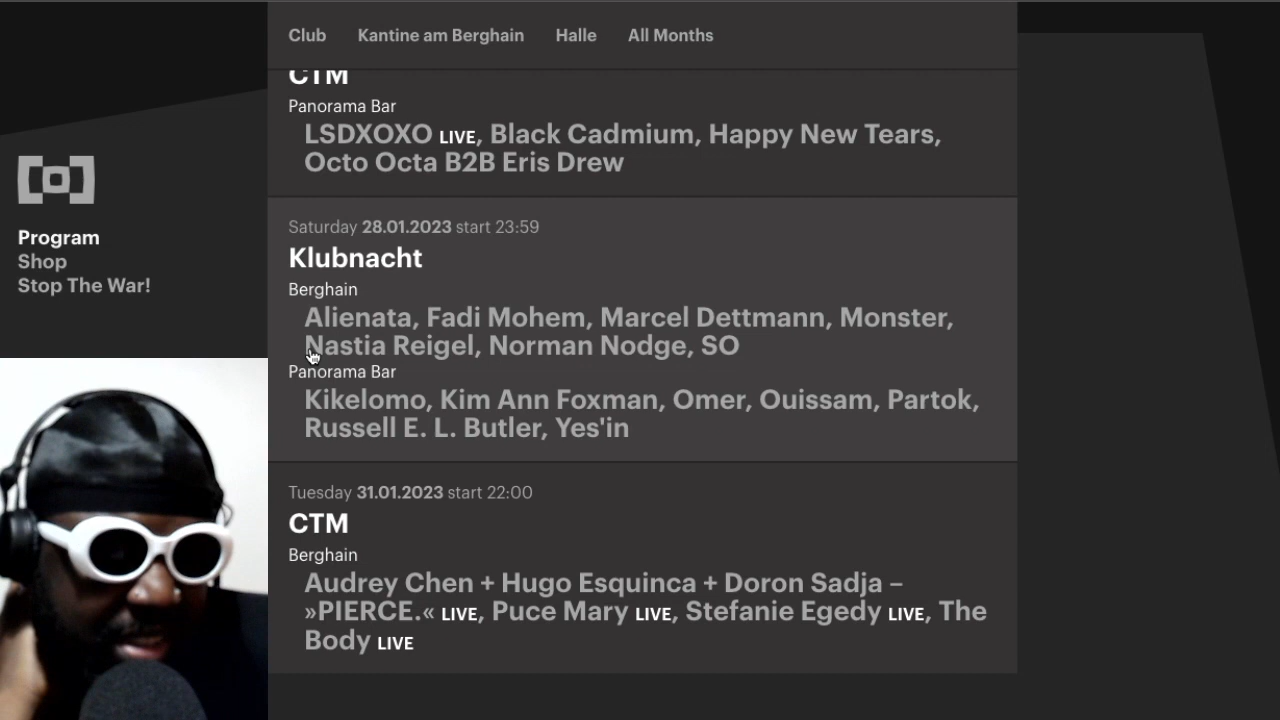 Club Kantine am Berghain Halle All Months
CTM
Panorama Bar
LSDXOXO LIVE, Black Cadmium, Happy New Tears,
Octo Octa B2B Eris Drew
Program
Shop
Stop The War!
Saturday 28.01.2023 start 23:59
Klubnacht
Berghain
Alienata, Fadi Mohem, Marcel Dettmann, Monster,
Nastia Reigel, Norman Nodge, SO
Panorama Bar
Kikelomo, Kim Ann Foxman, Omer, Ouissam, Partok,
Russell E. L. Butler, Yes'in
Tuesday 31.01.2023 start 22:00
CTM
Berghain
Audrey Chen + Hugo Esquinca + Doron Sadja –
»PIERCE.« LIVE, Puce Mary LIVE, Stefanie Egedy LIVE, The
Body LIVE